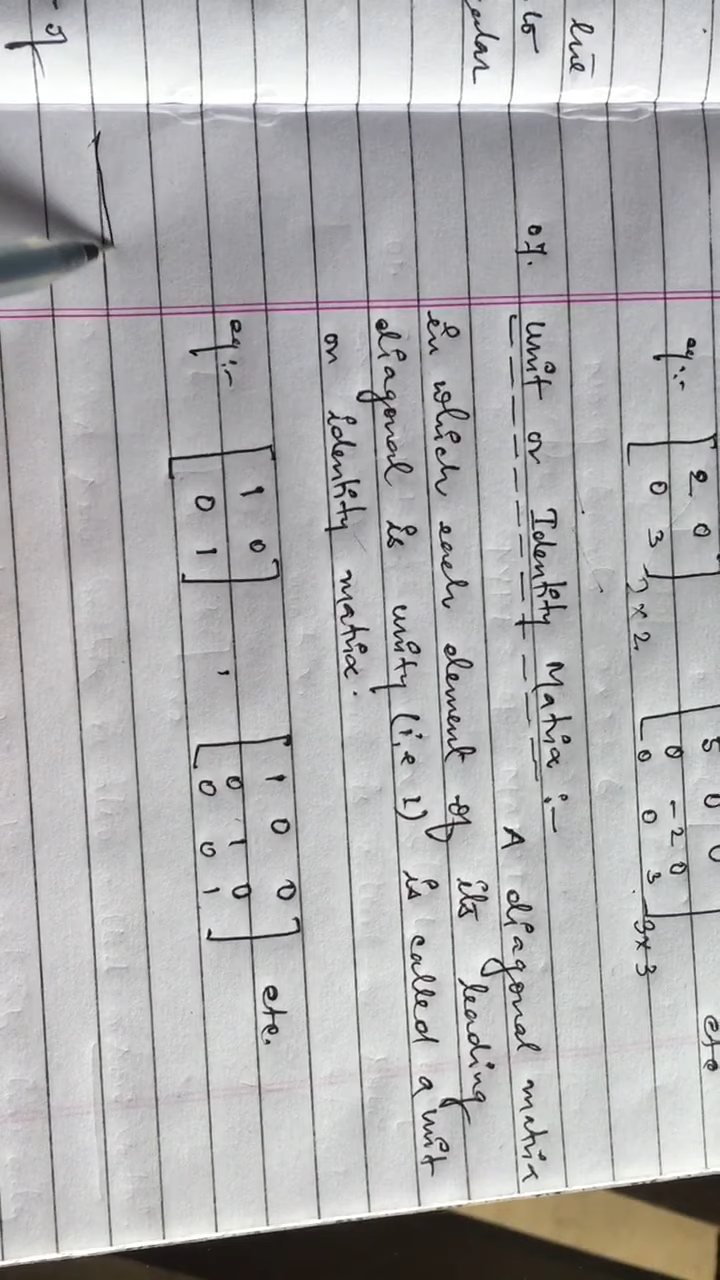 line
to
eg:- [2 0 0 3] 2 × 2 [5 0 0 0 -2 0 0 0 3] 3×3 etc
07. Unit or Identity Matrix :- A diagonal matrix
in which each element of its leading
diagonal is unity (i,e 1) is called a unit
or identity matrix.
eg:- [1 0 0 1] , [1 0 0 0 1 0 0 0 1] etc.